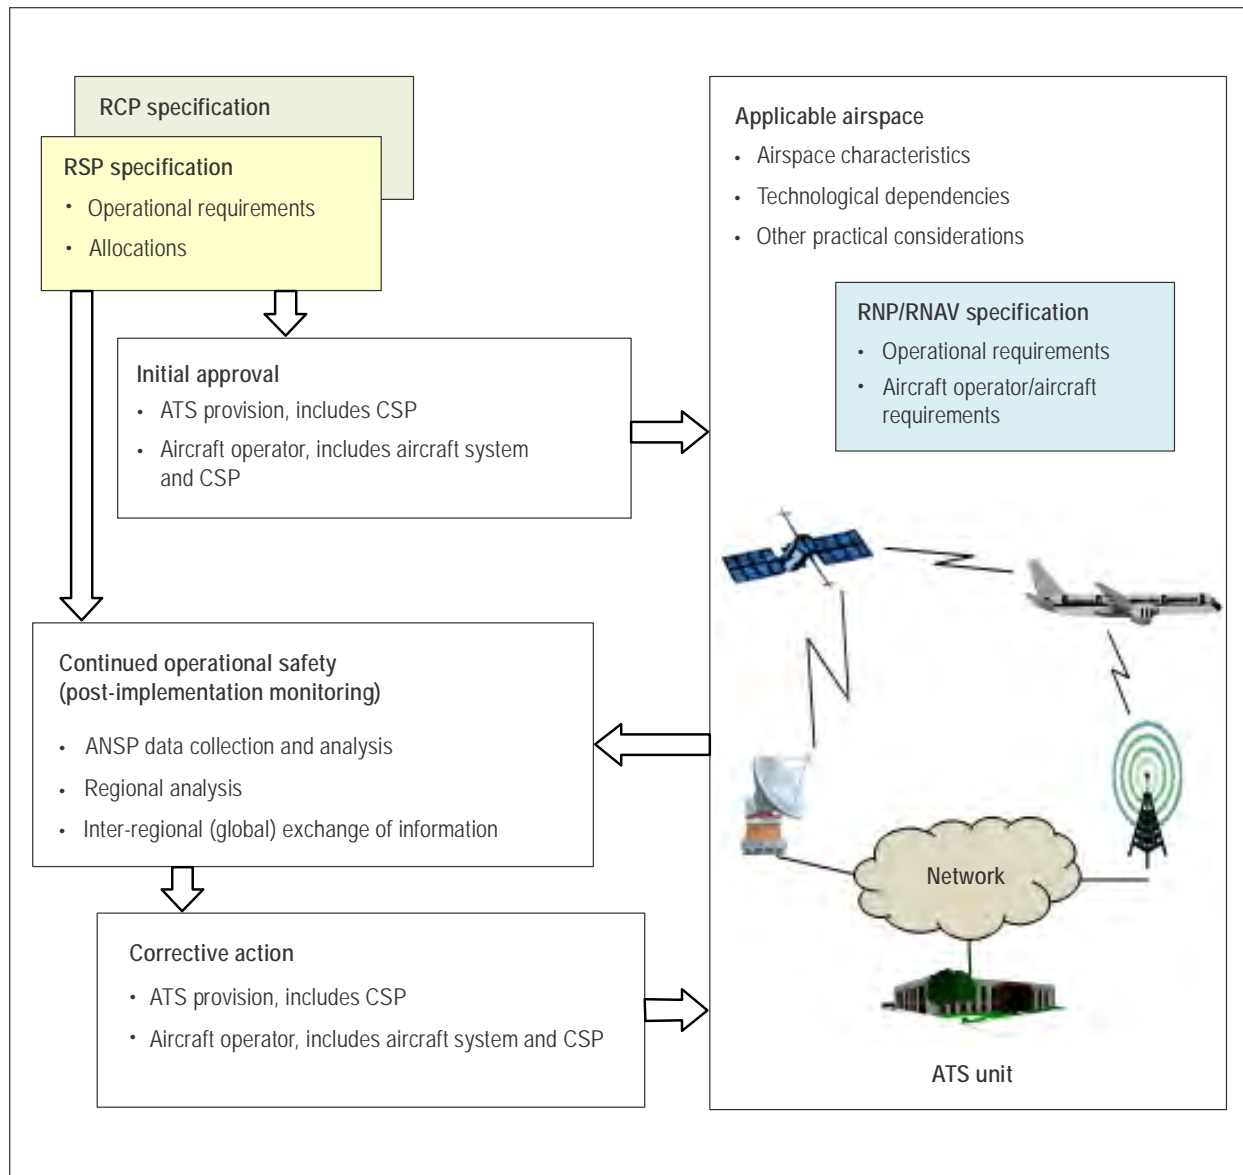 RCP specification
RSP specification
• Operational requirements
• Allocations
Initial approval
• ATS provision, includes CSP
• Aircraft operator, includes aircraft system
and CSP
Continued operational safety
(post-implementation monitoring)
• ANSP data collection and analysis
• Regional analysis
• Inter-regional (global) exchange of information
Corrective action
• ATS provision, includes CSP
• Aircraft operator, includes aircraft system and CSP
Applicable airspace
• Airspace characteristics
• Technological dependencies
• Other practical considerations
RNP/RNAV specification
• Operational requirements
• Aircraft operator/aircraft
requirements
Network
ATS unit